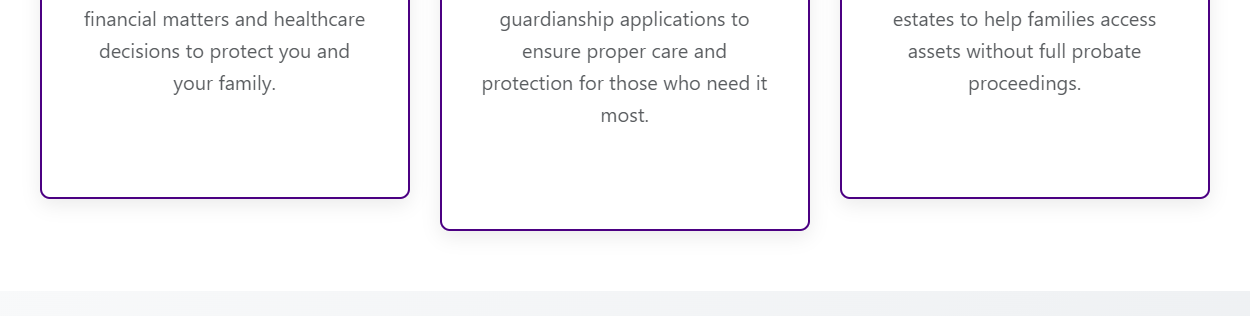 financial matters and healthcare
decisions to protect you and
your family.
guardianship applications to
ensure proper care and
protection for those who need it
most.
estates to help families access
assets without full probate
proceedings.